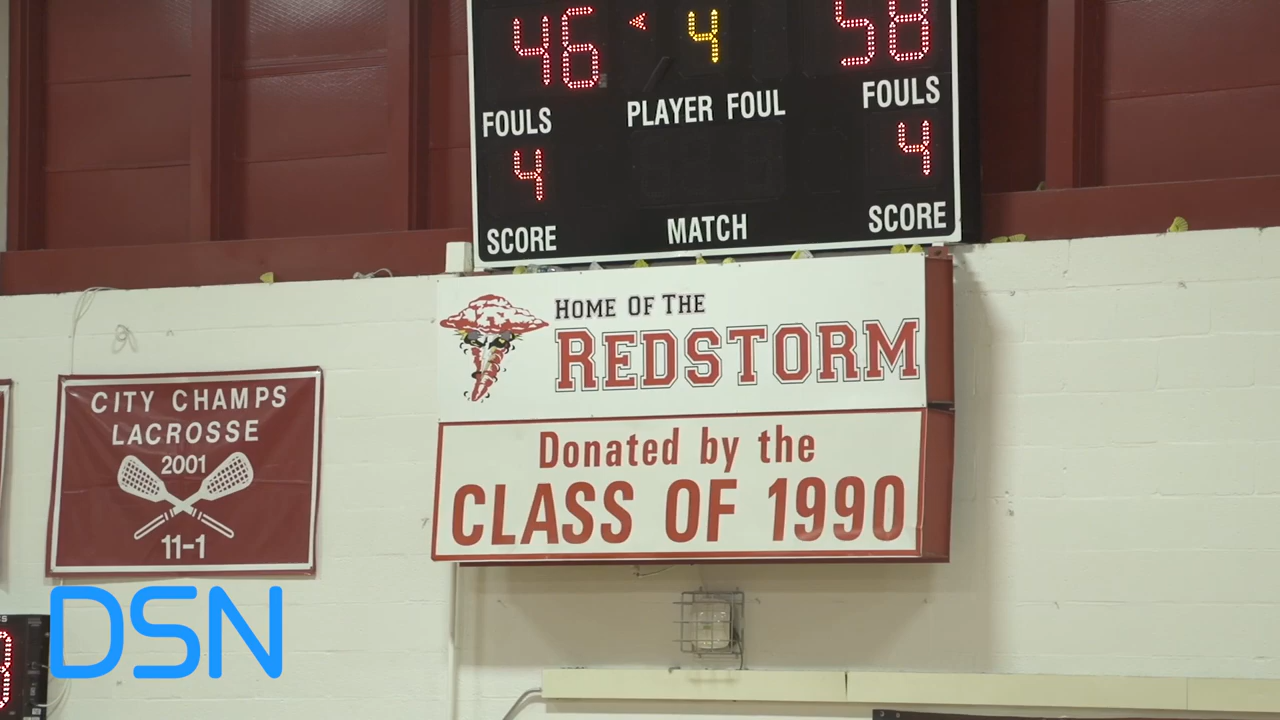 46 4 58
FOULS PLAYER FOUL FOULS
4 4
SCORE MATCH SCORE
HOME OF THE
REDSTORM
Donated by the
CLASS OF 1990
CITY CHAMPS
LACROSSE
2001
11-1
DSN